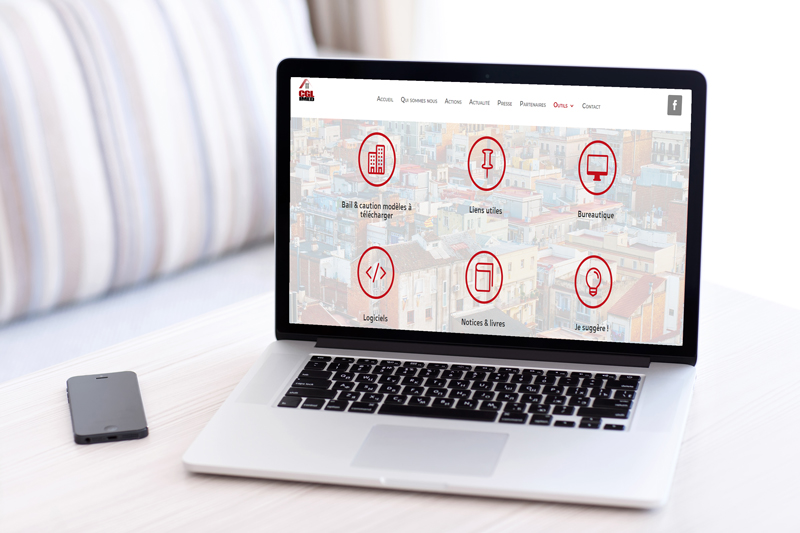 CGL
Accueil Qui sommes nous Actions Actualité Presse Partenaires Outils Contact
f
Bail & caution modèles à
télécharger
Liens utiles
Bureautique
Logiciels
Notices & livres
Je suggère !